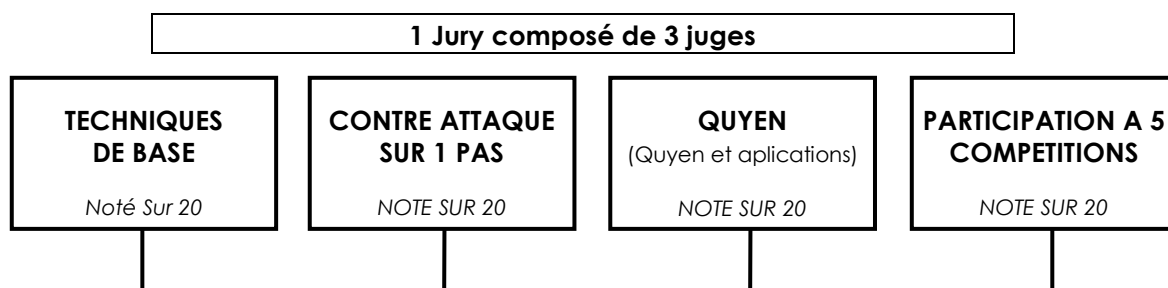 1 Jury composé de 3 juges
TECHNIQUES
DE BASE
Noté Sur 20
CONTRE ATTAQUE
SUR 1 PAS
NOTE SUR 20
QUYEN
(Quyen et aplications)
NOTE SUR 20
PARTICIPATION A 5
COMPETITIONS
NOTE SUR 20